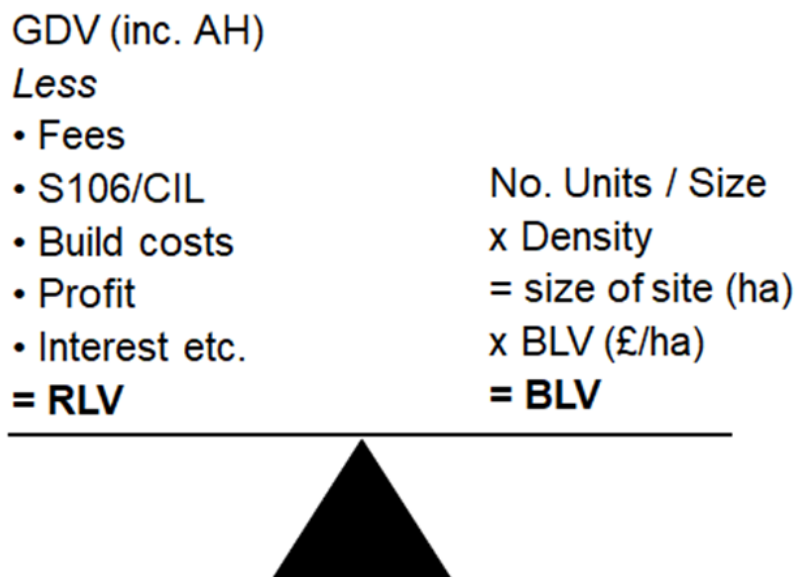 GDV (inc. AH)
Less
• Fees
• S106/CIL
• Build costs
• Profit
• Interest etc.
= RLV
No. Units / Size
x Density
= size of site (ha)
x BLV (£/ha)
= BLV